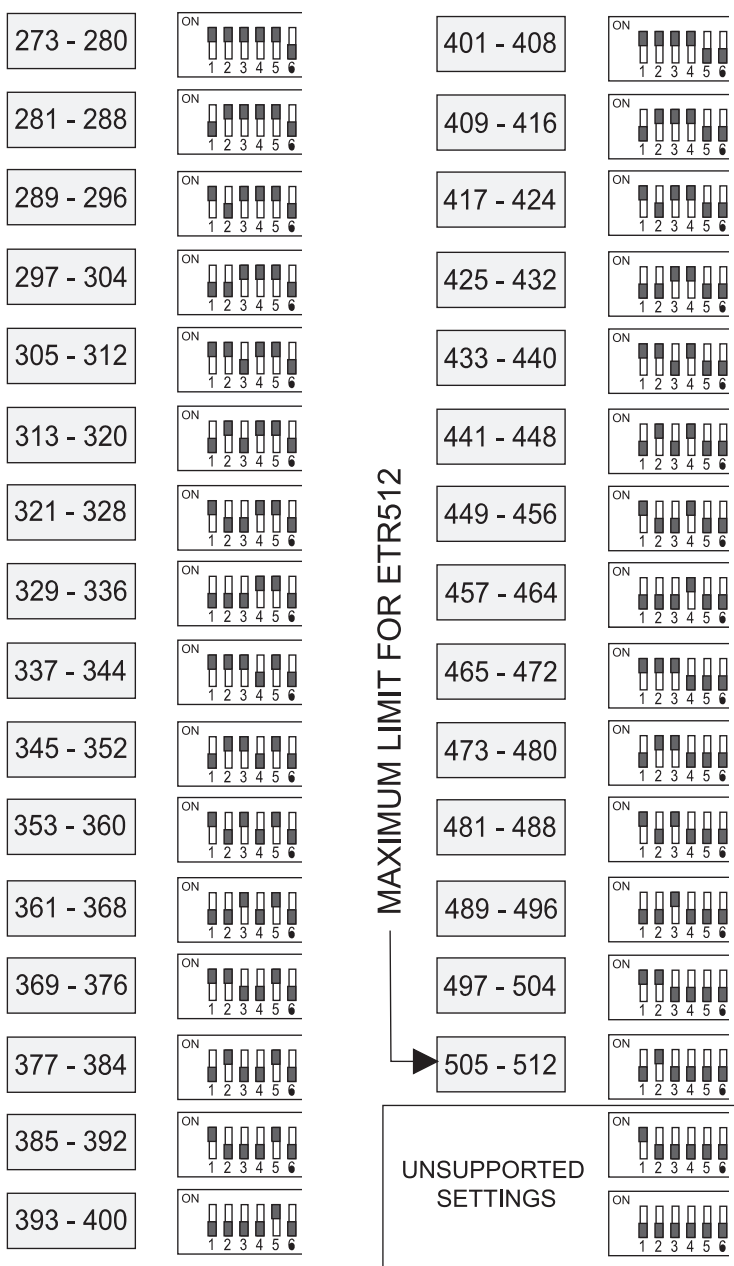 273 - 280
ON
1 2 3 4 5 6
281 - 288
ON
1 2 3 4 5 6
289 - 296
ON
1 2 3 4 5 6
297 - 304
ON
1 2 3 4 5 6
305 - 312
ON
1 2 3 4 5 6
313 - 320
ON
1 2 3 4 5 6
321 - 328
ON
1 2 3 4 5 6
329 - 336
ON
1 2 3 4 5 6
337 - 344
ON
1 2 3 4 5 6
345 - 352
ON
1 2 3 4 5 6
353 - 360
ON
1 2 3 4 5 6
361 - 368
ON
1 2 3 4 5 6
369 - 376
ON
1 2 3 4 5 6
377 - 384
ON
1 2 3 4 5 6
385 - 392
ON
1 2 3 4 5 6
393 - 400
ON
1 2 3 4 5 6
MAXIMUM LIMIT FOR ETR512
401 - 408
ON
1 2 3 4 5 6
409 - 416
ON
1 2 3 4 5 6
417 - 424
ON
1 2 3 4 5 6
425 - 432
ON
1 2 3 4 5 6
433 - 440
ON
1 2 3 4 5 6
441 - 448
ON
1 2 3 4 5 6
449 - 456
ON
1 2 3 4 5 6
457 - 464
ON
1 2 3 4 5 6
465 - 472
ON
1 2 3 4 5 6
473 - 480
ON
1 2 3 4 5 6
481 - 488
ON
1 2 3 4 5 6
489 - 496
ON
1 2 3 4 5 6
497 - 504
ON
1 2 3 4 5 6
505 - 512
ON
1 2 3 4 5 6
UNSUPPORTED
SETTINGS
ON
1 2 3 4 5 6
ON
1 2 3 4 5 6